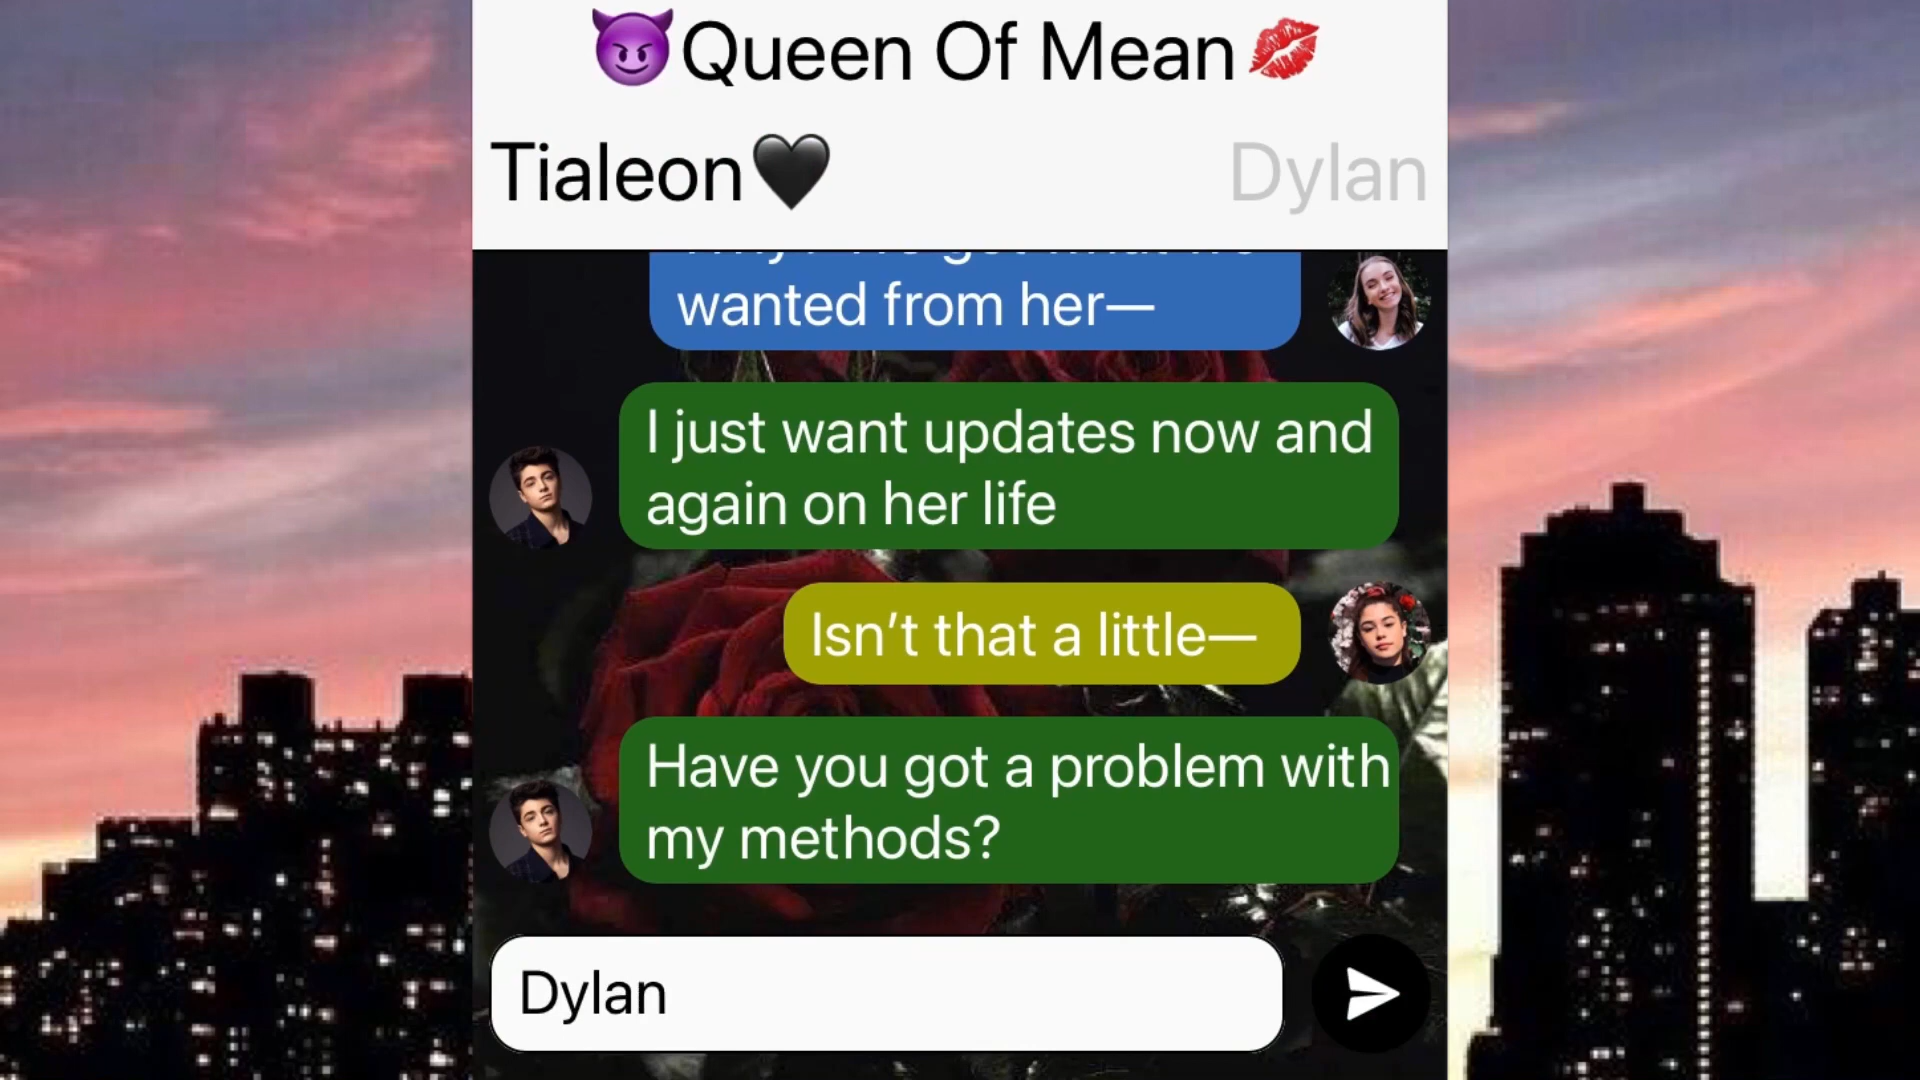 😈Queen Of Mean💋
Tialeon🖤
Dylan
wanted from her—
I just want updates now and
again on her life
Isn't that a little—
Have you got a problem with
my methods?
Dylan